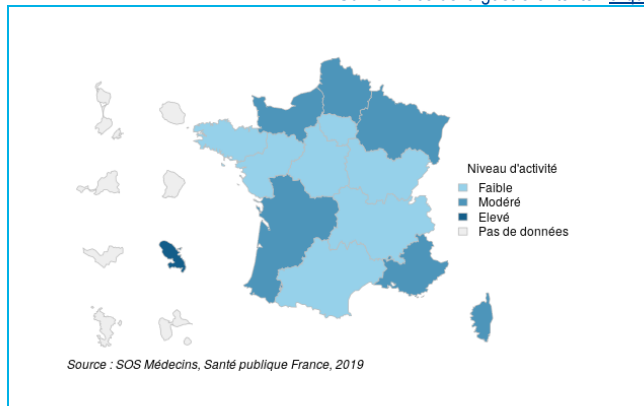 Niveau d'activité
Faible
Modéré
Elevé
Pas de données
Source : SOS Médecins, Santé publique France, 2019